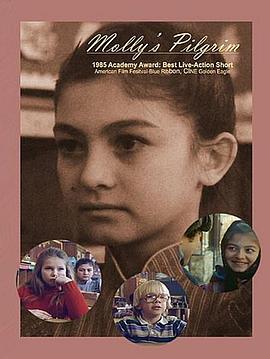 Molly's Pilgrim
1985 Academy Award: Best Live-Action Short
American Film Festival-Blue Ribbon, CINE Golden Eagle